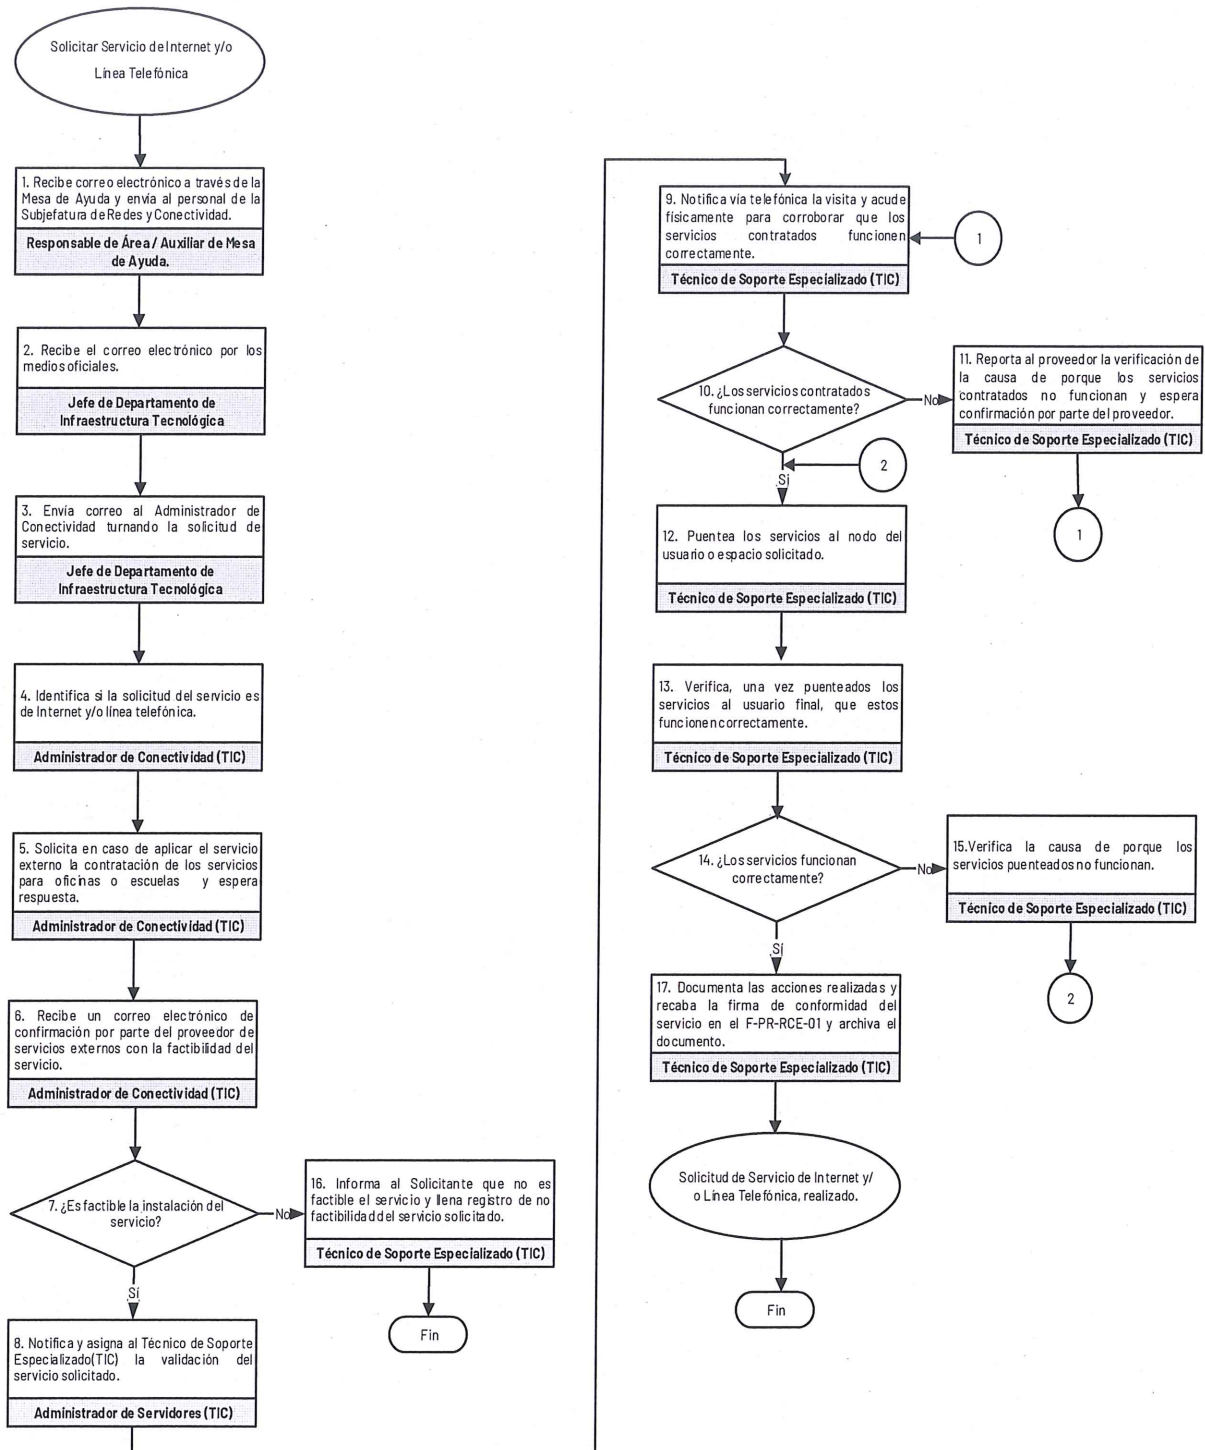 Solicitar Servicio de Internet y/o
Línea Telefónica
1. Recibe correo electrónico a través de la
Mesa de Ayuda y envía al personal de la
Subjefatura de Redes y Conectividad.
Responsable de Área / Auxiliar de Mesa
de Ayuda.
2. Recibe el correo electrónico por los
medios oficiales.
Jefe de Departamento de
Infraestructura Tecnológica
3. Envía correo al Administrador de
Conectividad turnando la solicitud de
servicio.
Jefe de Departamento de
Infraestructura Tecnológica
4. Identifica si la solicitud del servicio es
de Internet y/o línea telefónica.
Administrador de Conectividad (TIC)
5. Solicita en caso de aplicar el servicio
externo la contratación de los servicios
para oficinas o escuelas y espera
respuesta.
Administrador de Conectividad (TIC)
6. Recibe un correo electrónico de
confirmación por parte del proveedor de
servicios externos con la factibilidad del
servicio.
Administrador de Conectividad (TIC)
7. ¿Es factible la instalación del
servicio?
No
16. Informa al Solicitante que no es
factible el servicio y llena registro de no
factibilidad del servicio solicitado.
Técnico de Soporte Especializado (TIC)
Fin
Sí
8. Notifica y asigna al Técnico de Soporte
Especializado(TIC) la validación del
servicio solicitado.
Administrador de Servidores (TIC)
9. Notifica vía telefónica la visita y acude
físicamente para corroborar que los
servicios contratados funcionen
correctamente.
Técnico de Soporte Especializado (TIC)
1
10. ¿Los servicios contratados
funcionan correctamente?
No
11. Reporta al proveedor la verificación de
la causa de porque los servicios
contratados no funcionan y espera
confirmación por parte del proveedor.
Técnico de Soporte Especializado (TIC)
1
2
Sí
12. Puentea los servicios al nodo del
usuario o espacio solicitado.
Técnico de Soporte Especializado (TIC)
13. Verifica, una vez puenteados los
servicios al usuario final, que estos
funcionen correctamente.
Técnico de Soporte Especializado (TIC)
14. ¿Los servicios funcionan
correctamente?
No
15.Verifica la causa de porque los
servicios puenteados no funcionan.
Técnico de Soporte Especializado (TIC)
2
Sí
17. Documenta las acciones realizadas y
recaba la firma de conformidad del
servicio en el F-PR-RCE-01 y archiva el
documento.
Técnico de Soporte Especializado (TIC)
Solicitud de Servicio de Internet y/
o Línea Telefónica, realizado.
Fin